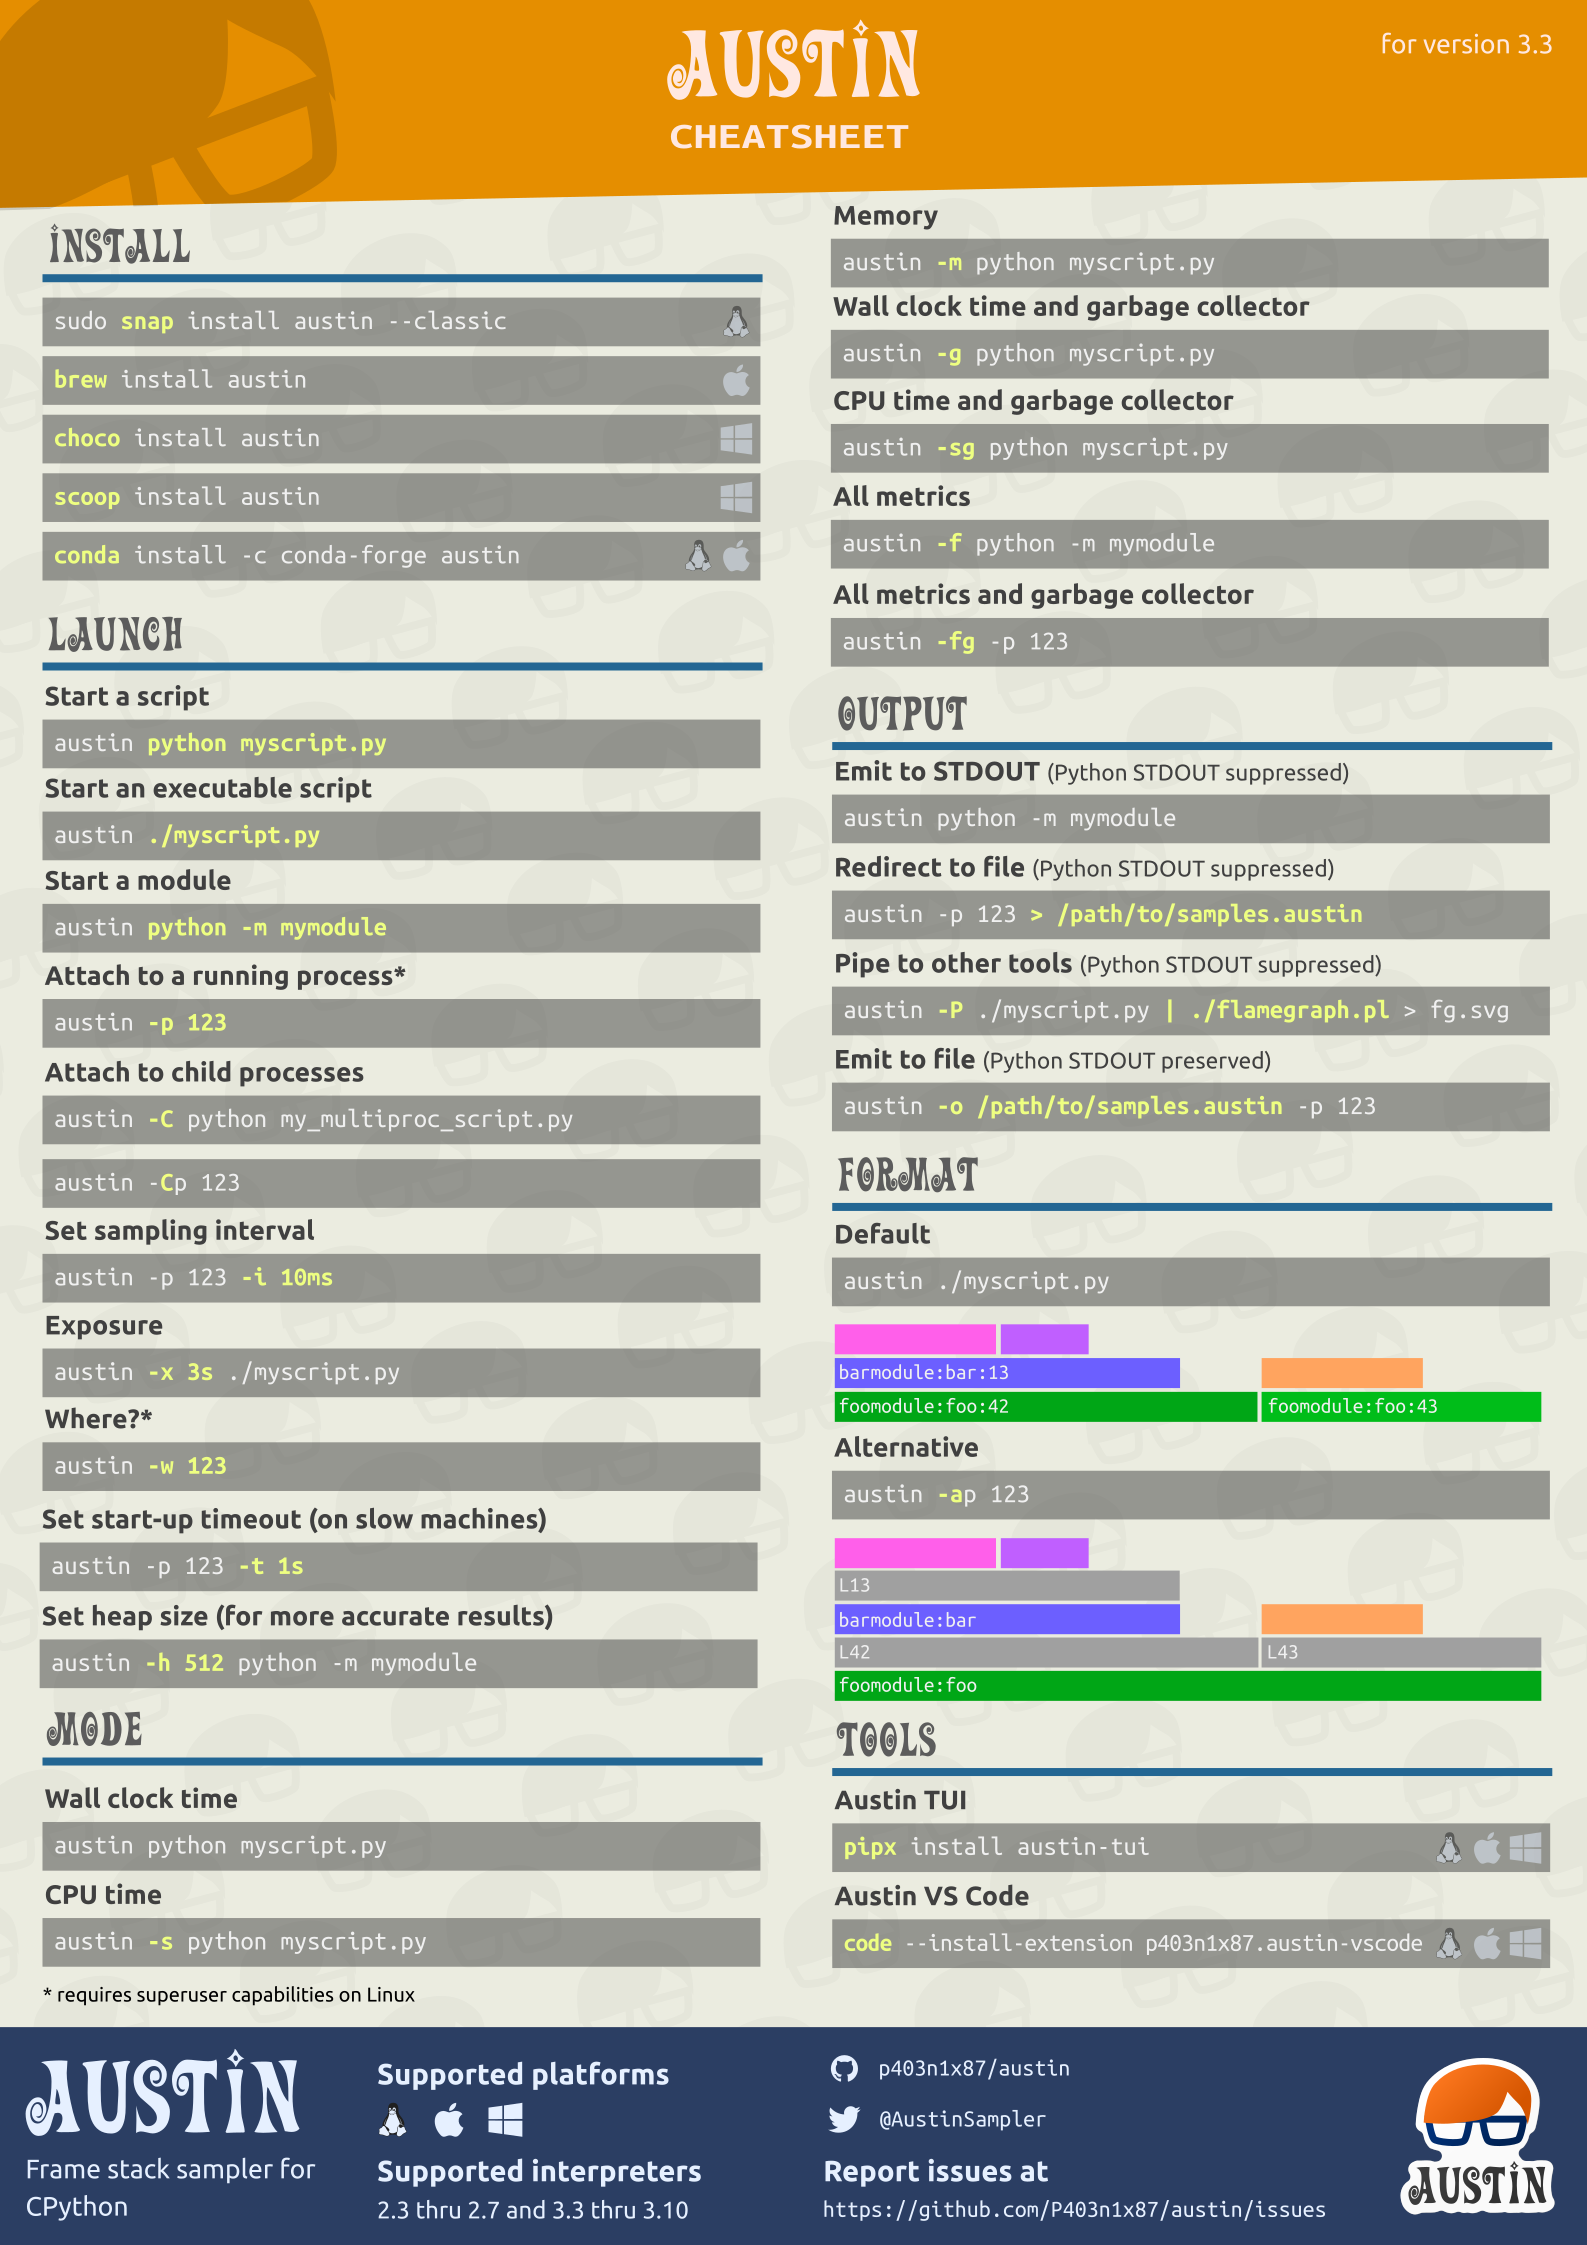 AUSTIN
CHEATSHEET
for version 3.3
INSTALL
sudo snap install austin --classic
brew install austin
choco install austin
scoop install austin
conda install -c conda-forge austin
LAUNCH
Start a script
austin python myscript.py
Start an executable script
austin ./myscript.py
Start a module
austin python -m mymodule
Attach to a running process*
austin -p 123
Attach to child processes
austin -C python my_multiproc_script.py
austin -Cp 123
Set sampling interval
austin -p 123 -i 10ms
Exposure
austin -x 3s ./myscript.py
Where?*
austin -w 123
Set start-up timeout (on slow machines)
austin -p 123 -t 1s
Set heap size (for more accurate results)
austin -h 512 python -m mymodule
MODE
Wall clock time
austin python myscript.py
CPU time
austin -s python myscript.py
* requires superuser capabilities on Linux
Memory
austin -m python myscript.py
Wall clock time and garbage collector
austin -g python myscript.py
CPU time and garbage collector
austin -sg python myscript.py
All metrics
austin -f python -m mymodule
All metrics and garbage collector
austin -fg -p 123
OUTPUT
Emit to STDOUT (Python STDOUT suppressed)
austin python -m mymodule
Redirect to file (Python STDOUT suppressed)
austin -p 123 > /path/to/samples.austin
Pipe to other tools (Python STDOUT suppressed)
austin -P ./myscript.py | ./flamegraph.pl > fg.svg
Emit to file (Python STDOUT preserved)
austin -o /path/to/samples.austin -p 123
FORMAT
Default
austin ./myscript.py
barmodule:bar:13
foomodule:foo:42 foomodule:foo:43
Alternative
austin -ap 123
L13
barmodule:bar
L42 L43
foomodule:foo
TOOLS
Austin TUI
pipx install austin-tui
Austin VS Code
code --install-extension p403n1x87.austin-vscode
AUSTIN
Frame stack sampler for
CPython
Supported platforms
Supported interpreters
2.3 thru 2.7 and 3.3 thru 3.10
p403n1x87/austin
@AustinSampler
Report issues at
https://github.com/P403n1x87/austin/issues
AUSTIN